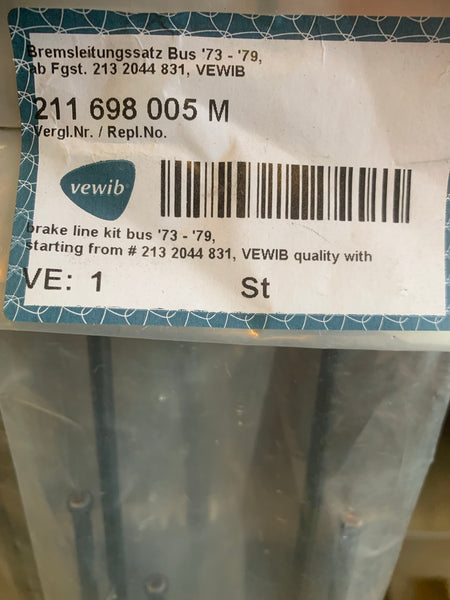 Bremsleitungssatz Bus '73 - '79,
ab Fgst. 213 2044 831, VEWIB
211 698 005 M
Vergl.Nr. / Repl.No.
vewib
brake line kit bus '73 - '79,
starting from # 213 2044 831, VEWIB quality with
VE: 1 St